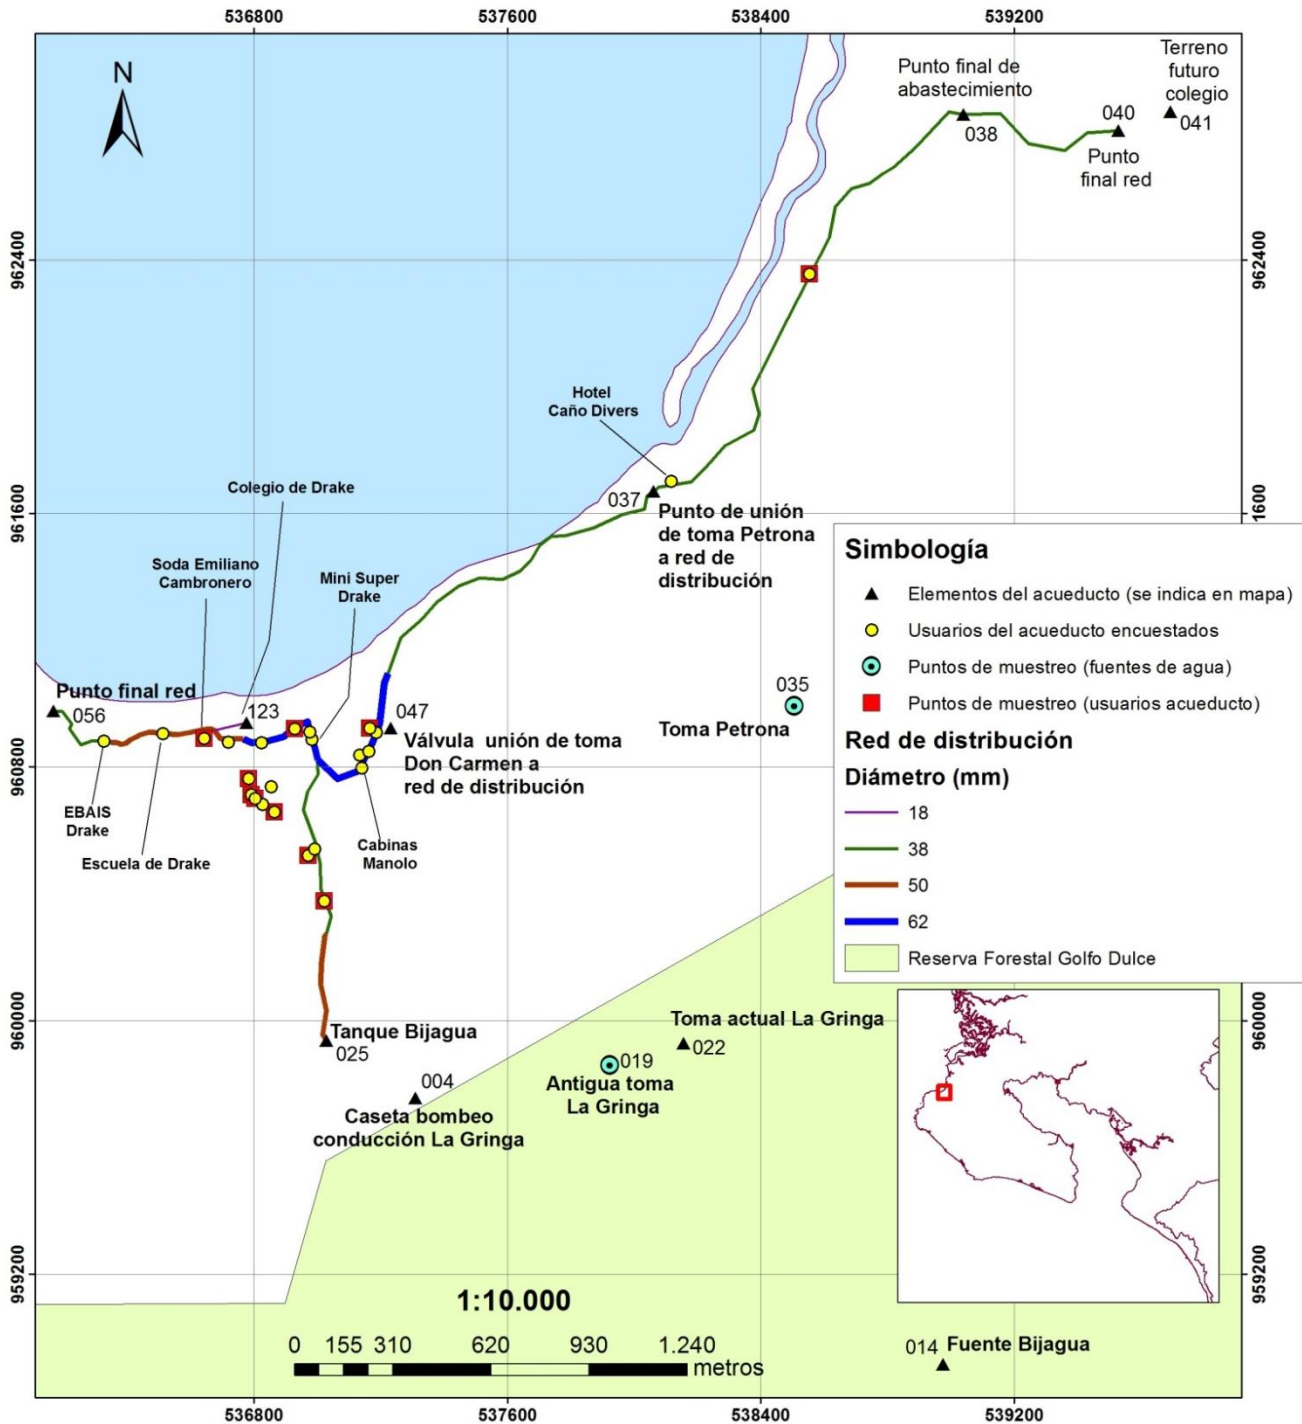 536800
537600
538400
539200
N
Punto final de
abastecimiento
038
Terreno
futuro
colegio
040
041
Punto
final red
962400
962400
Hotel
Caño Divers
037
Punto de unión
de toma Petrona
a red de
distribución
961600
961600
Colegio de Drake
Soda Emiliano
Cambronero
Mini Super
Drake
Punto final red
056
123
047
Válvula unión de toma
Don Carmen a
red de distribución
035
Toma Petrona
960800
EBAIS
Drake
Escuela de Drake
Cabinas
Manolo
Simbología
Elementos del acueducto (se indica en mapa)
Usuarios del acueducto encuestados
Puntos de muestreo (fuentes de agua)
Puntos de muestreo (usuarios acueducto)
Red de distribución
Diámetro (mm)
18
38
50
62
Reserva Forestal Golfo Dulce
960000
960000
Tanque Bijagua
025
004
Caseta bombeo
conducción La Gringa
Toma actual La Gringa
022
019
Antigua toma
La Gringa
959200
959200
1:10.000
0 155 310 620 930 1.240
metros
014 Fuente Bijagua
536800
537600
538400
539200